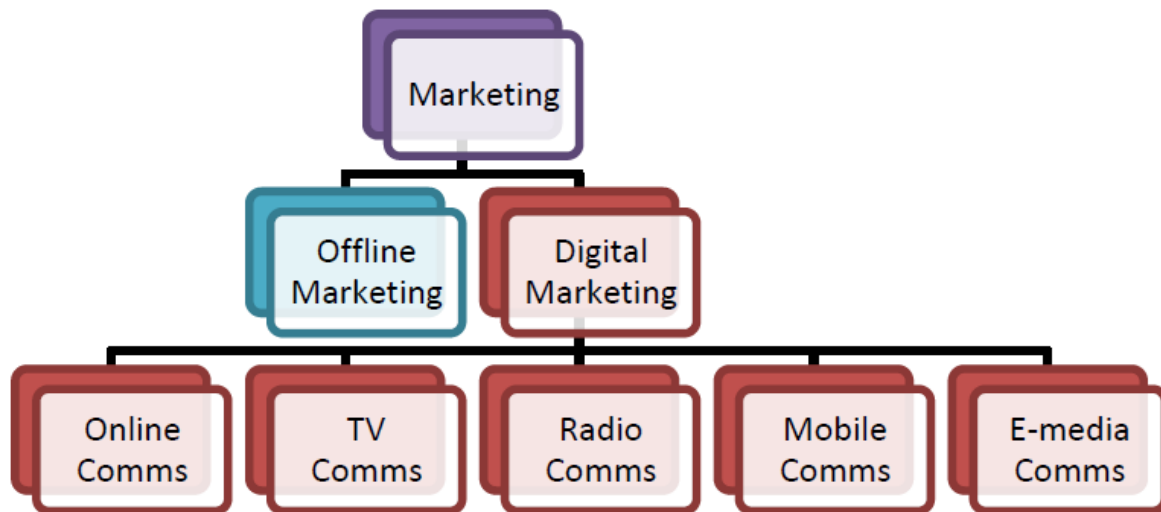 Marketing
Offline
Marketing
Digital
Marketing
Online
Comms
TV
Comms
Radio
Comms
Mobile
Comms
E-media
Comms